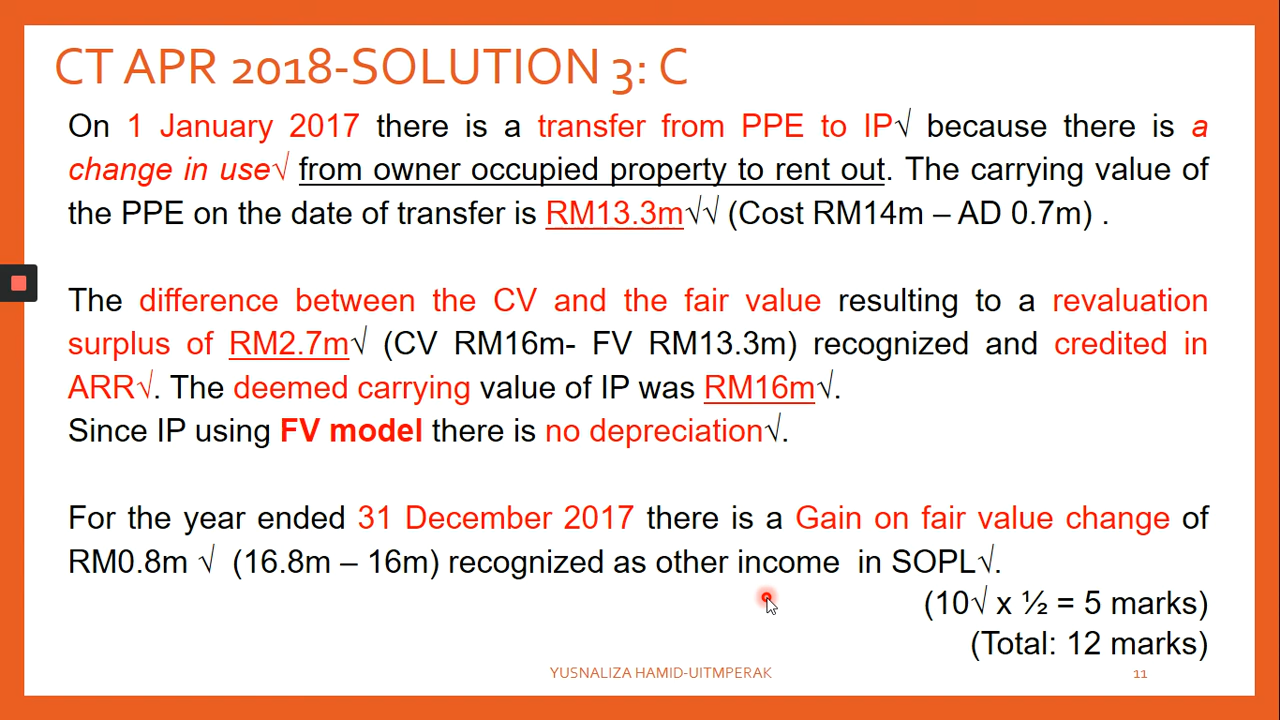 CT APR 2018-SOLUTION 3: C
On 1 January 2017 there is a transfer from PPE to IP√ because there is a
change in use√ from owner occupied property to rent out. The carrying value of
the PPE on the date of transfer is RM13.3m√√ (Cost RM14m – AD 0.7m) .
The difference between the CV and the fair value resulting to a revaluation
surplus of RM2.7m√ (CV RM16m- FV RM13.3m) recognized and credited in
ARR√. The deemed carrying value of IP was RM16m√.
Since IP using FV model there is no depreciation√.
For the year ended 31 December 2017 there is a Gain on fair value change of
RM0.8m √ (16.8m – 16m) recognized as other income in SOPL√.
(10√ x ½ = 5 marks)
(Total: 12 marks)
YUSNALIZA HAMID-UITMPERAK
11